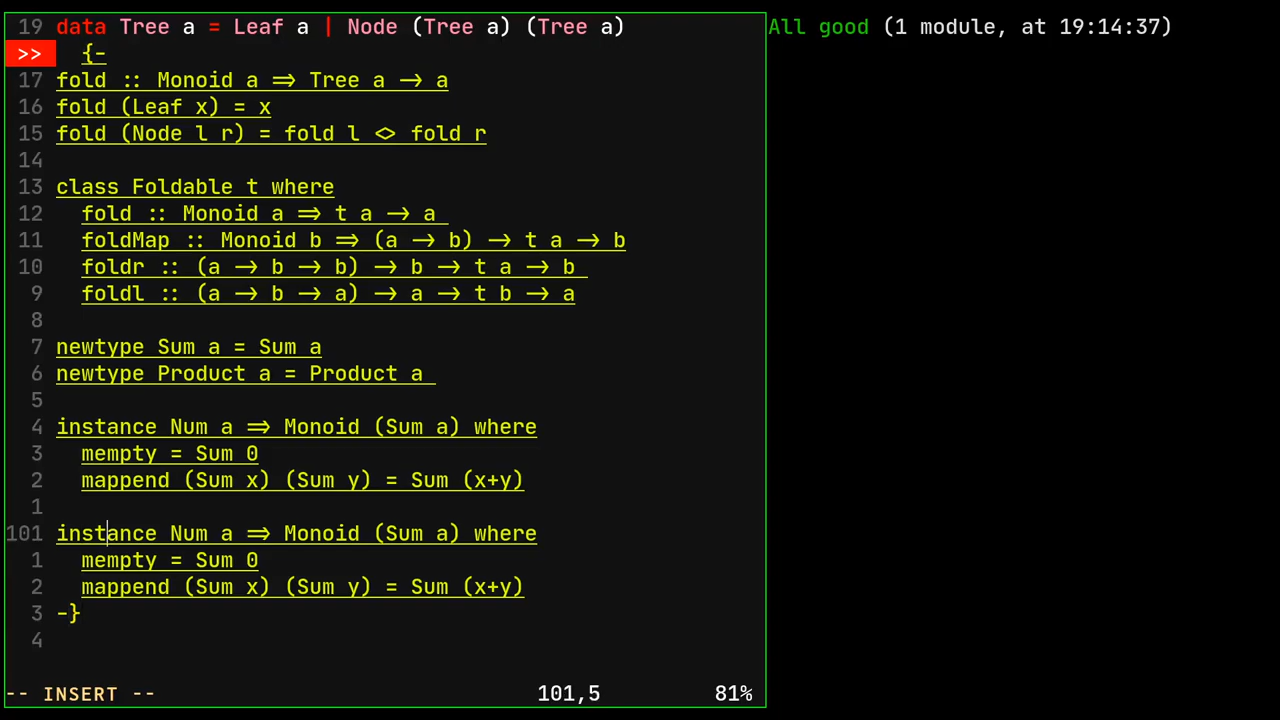 19 data Tree a = Leaf a | Node (Tree a) (Tree a)
>> {-
17 fold :: Monoid a => Tree a -> a
16 fold (Leaf x) = x
15 fold (Node l r) = fold l <> fold r
14
13 class Foldable t where
12 fold :: Monoid a => t a -> a
11 foldMap :: Monoid b => (a -> b) -> t a -> b
10 foldr :: (a -> b -> b) -> b -> t a -> b
9 foldl :: (a -> b -> a) -> a -> t b -> a
8
7 newtype Sum a = Sum a
6 newtype Product a = Product a
5
4 instance Num a => Monoid (Sum a) where
3 mempty = Sum 0
2 mappend (Sum x) (Sum y) = Sum (x+y)
1
101 instance Num a => Monoid (Sum a) where
1 mempty = Sum 0
2 mappend (Sum x) (Sum y) = Sum (x+y)
3 -}
4
-- INSERT -- 101,5 81%
All good (1 module, at 19:14:37)